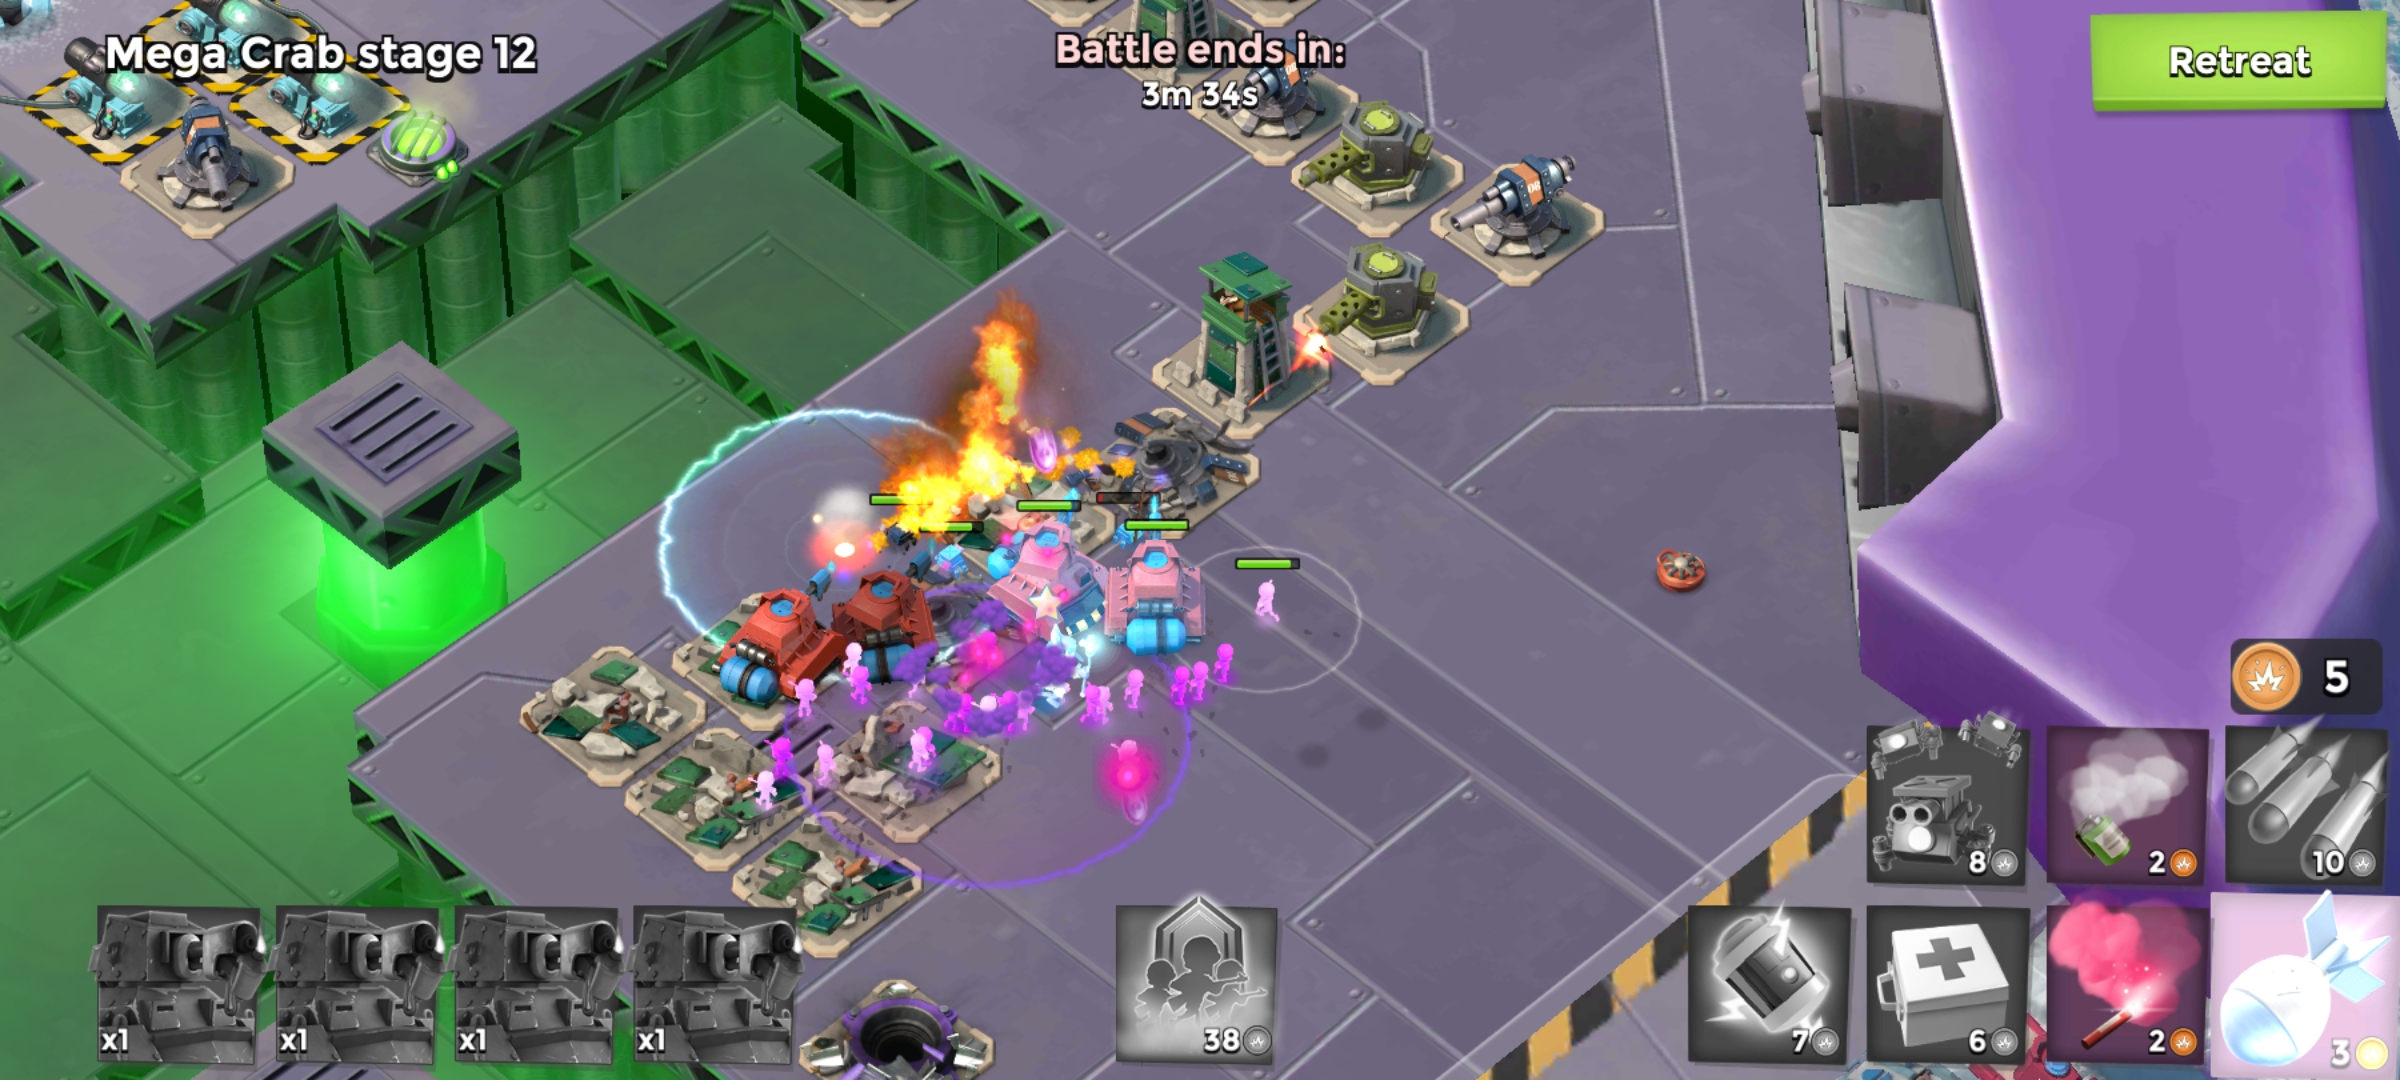 Mega Crab stage 12
Battle ends in:
3m 34s
Retreat
5
8
2
10
x1
x1
x1
x1
38
7
6
2
3